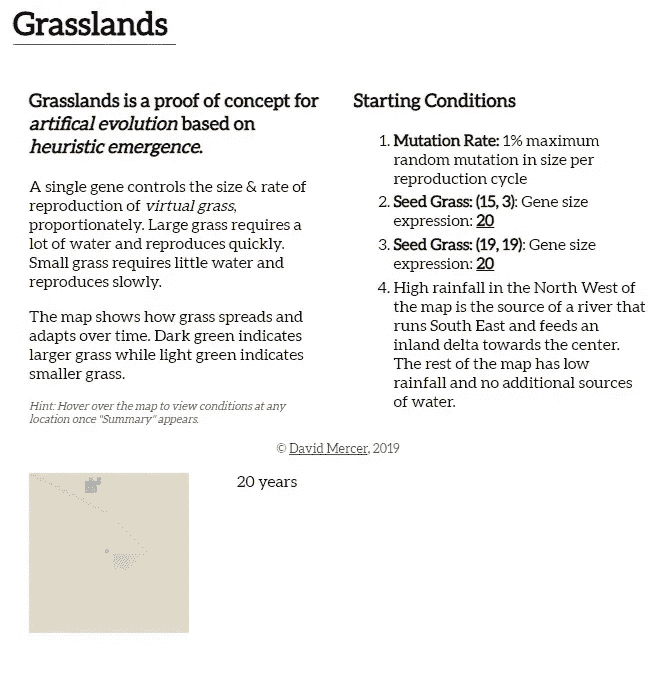 Grasslands
Grasslands is a proof of concept for
artifical evolution based on
heuristic emergence.
A single gene controls the size & rate of
reproduction of virtual grass,
proportionately. Large grass requires a
lot of water and reproduces quickly.
Small grass requires little water and
reproduces slowly.
The map shows how grass spreads and
adapts over time. Dark green indicates
larger grass while light green indicates
smaller grass.
Hint: Hover over the map to view conditions at any
location once "Summary" appears.
Starting Conditions
1. Mutation Rate: 1% maximum
random mutation in size per
reproduction cycle
2. Seed Grass: (15, 3): Gene size
expression: 20
3. Seed Grass: (19, 19): Gene size
expression: 20
4. High rainfall in the North West of
the map is the source of a river that
runs South East and feeds an
inland delta towards the center.
The rest of the map has low
rainfall and no additional sources
of water.
© David Mercer, 2019
20 years